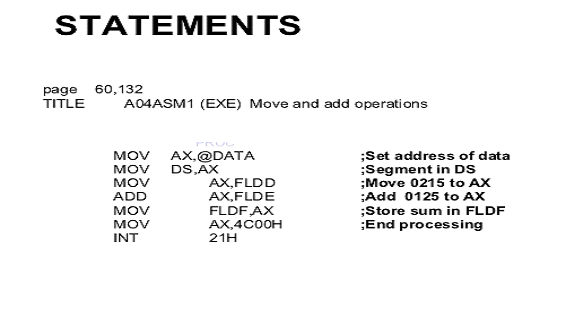 STATEMENTS
page 60,132
TITLE A04ASM1 (EXE) Move and add operations
MOV AX,@DATA ;Set address of data
MOV DS,AX ;Segment in DS
MOV AX,FLDD ;Move 0215 to AX
ADD AX,FLDE ;Add 0125 to AX
MOV FLDF,AX ;Store sum in FLDF
MOV AX,4C00H ;End processing
INT 21H